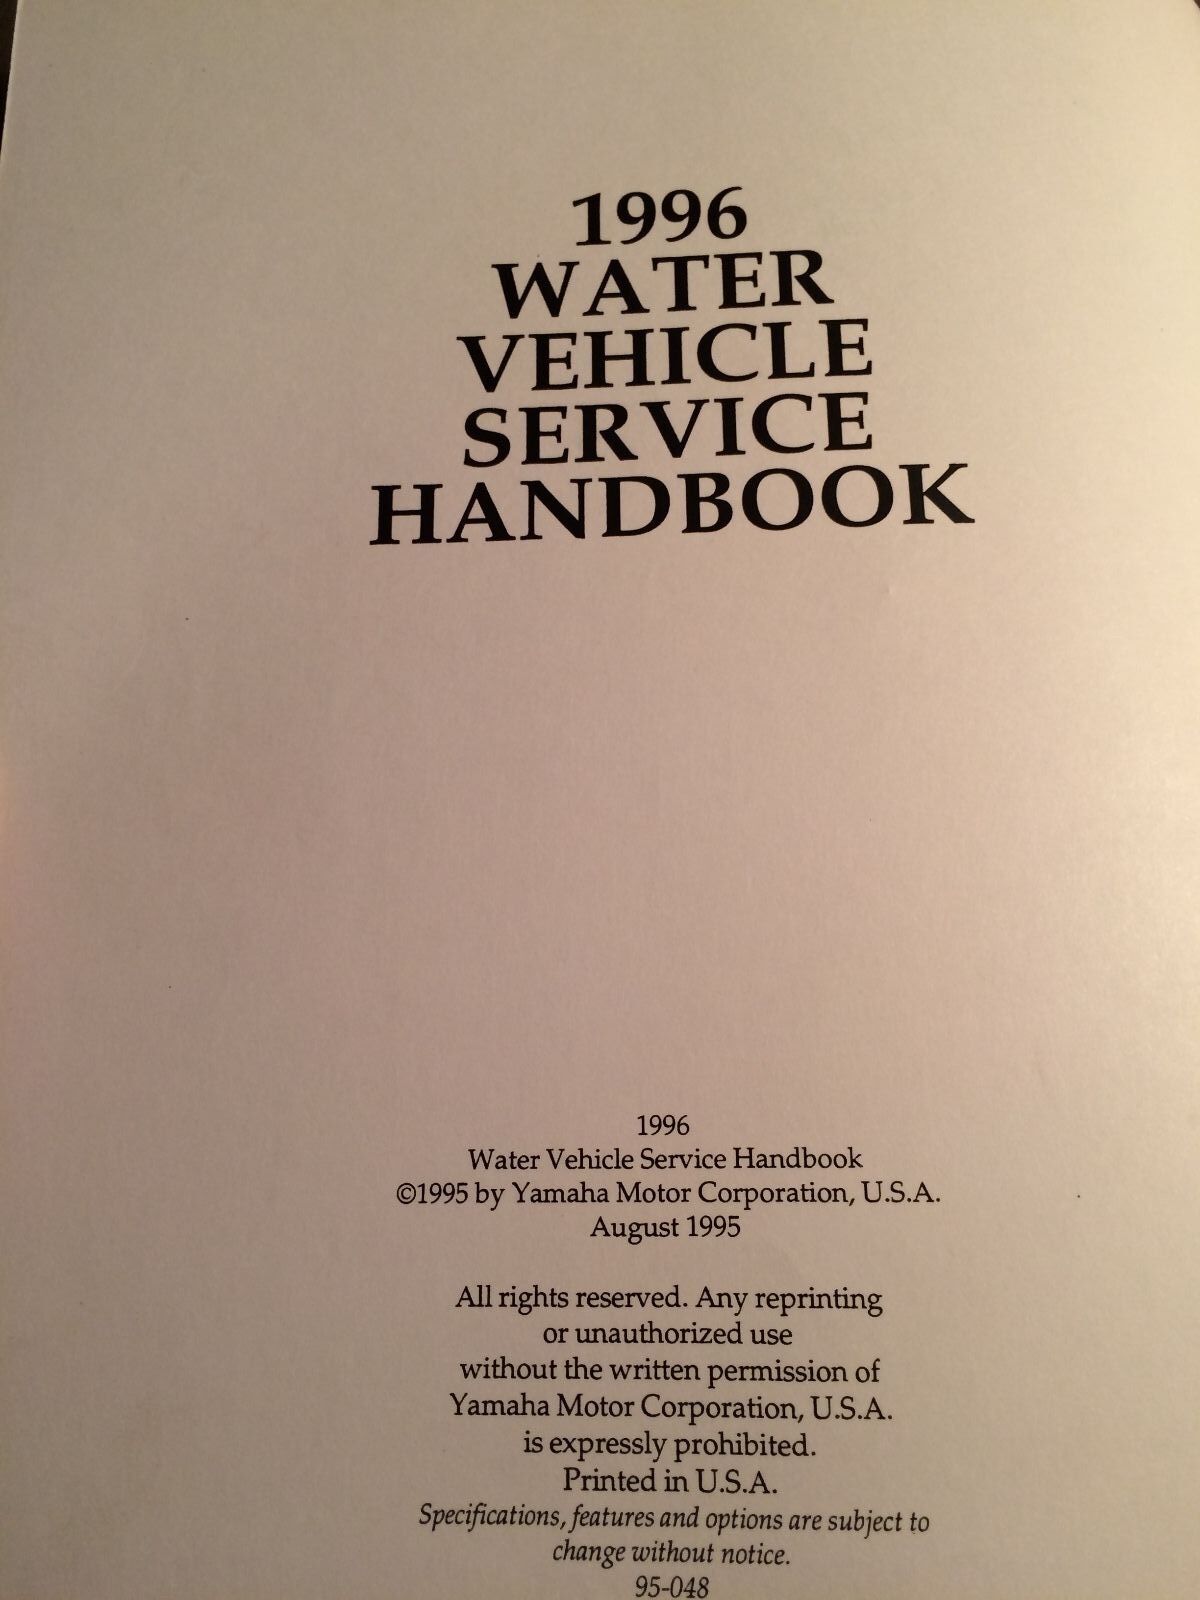 1996
WATER
VEHICLE
SERVICE
HANDBOOK
1996
Water Vehicle Service Handbook
©1995 by Yamaha Motor Corporation, U.S.A.
August 1995
All rights reserved. Any reprinting
or unauthorized use
without the written permission of
Yamaha Motor Corporation, U.S.A.
is expressly prohibited.
Printed in U.S.A.
Specifications, features and options are subject to
change without notice.
95-048